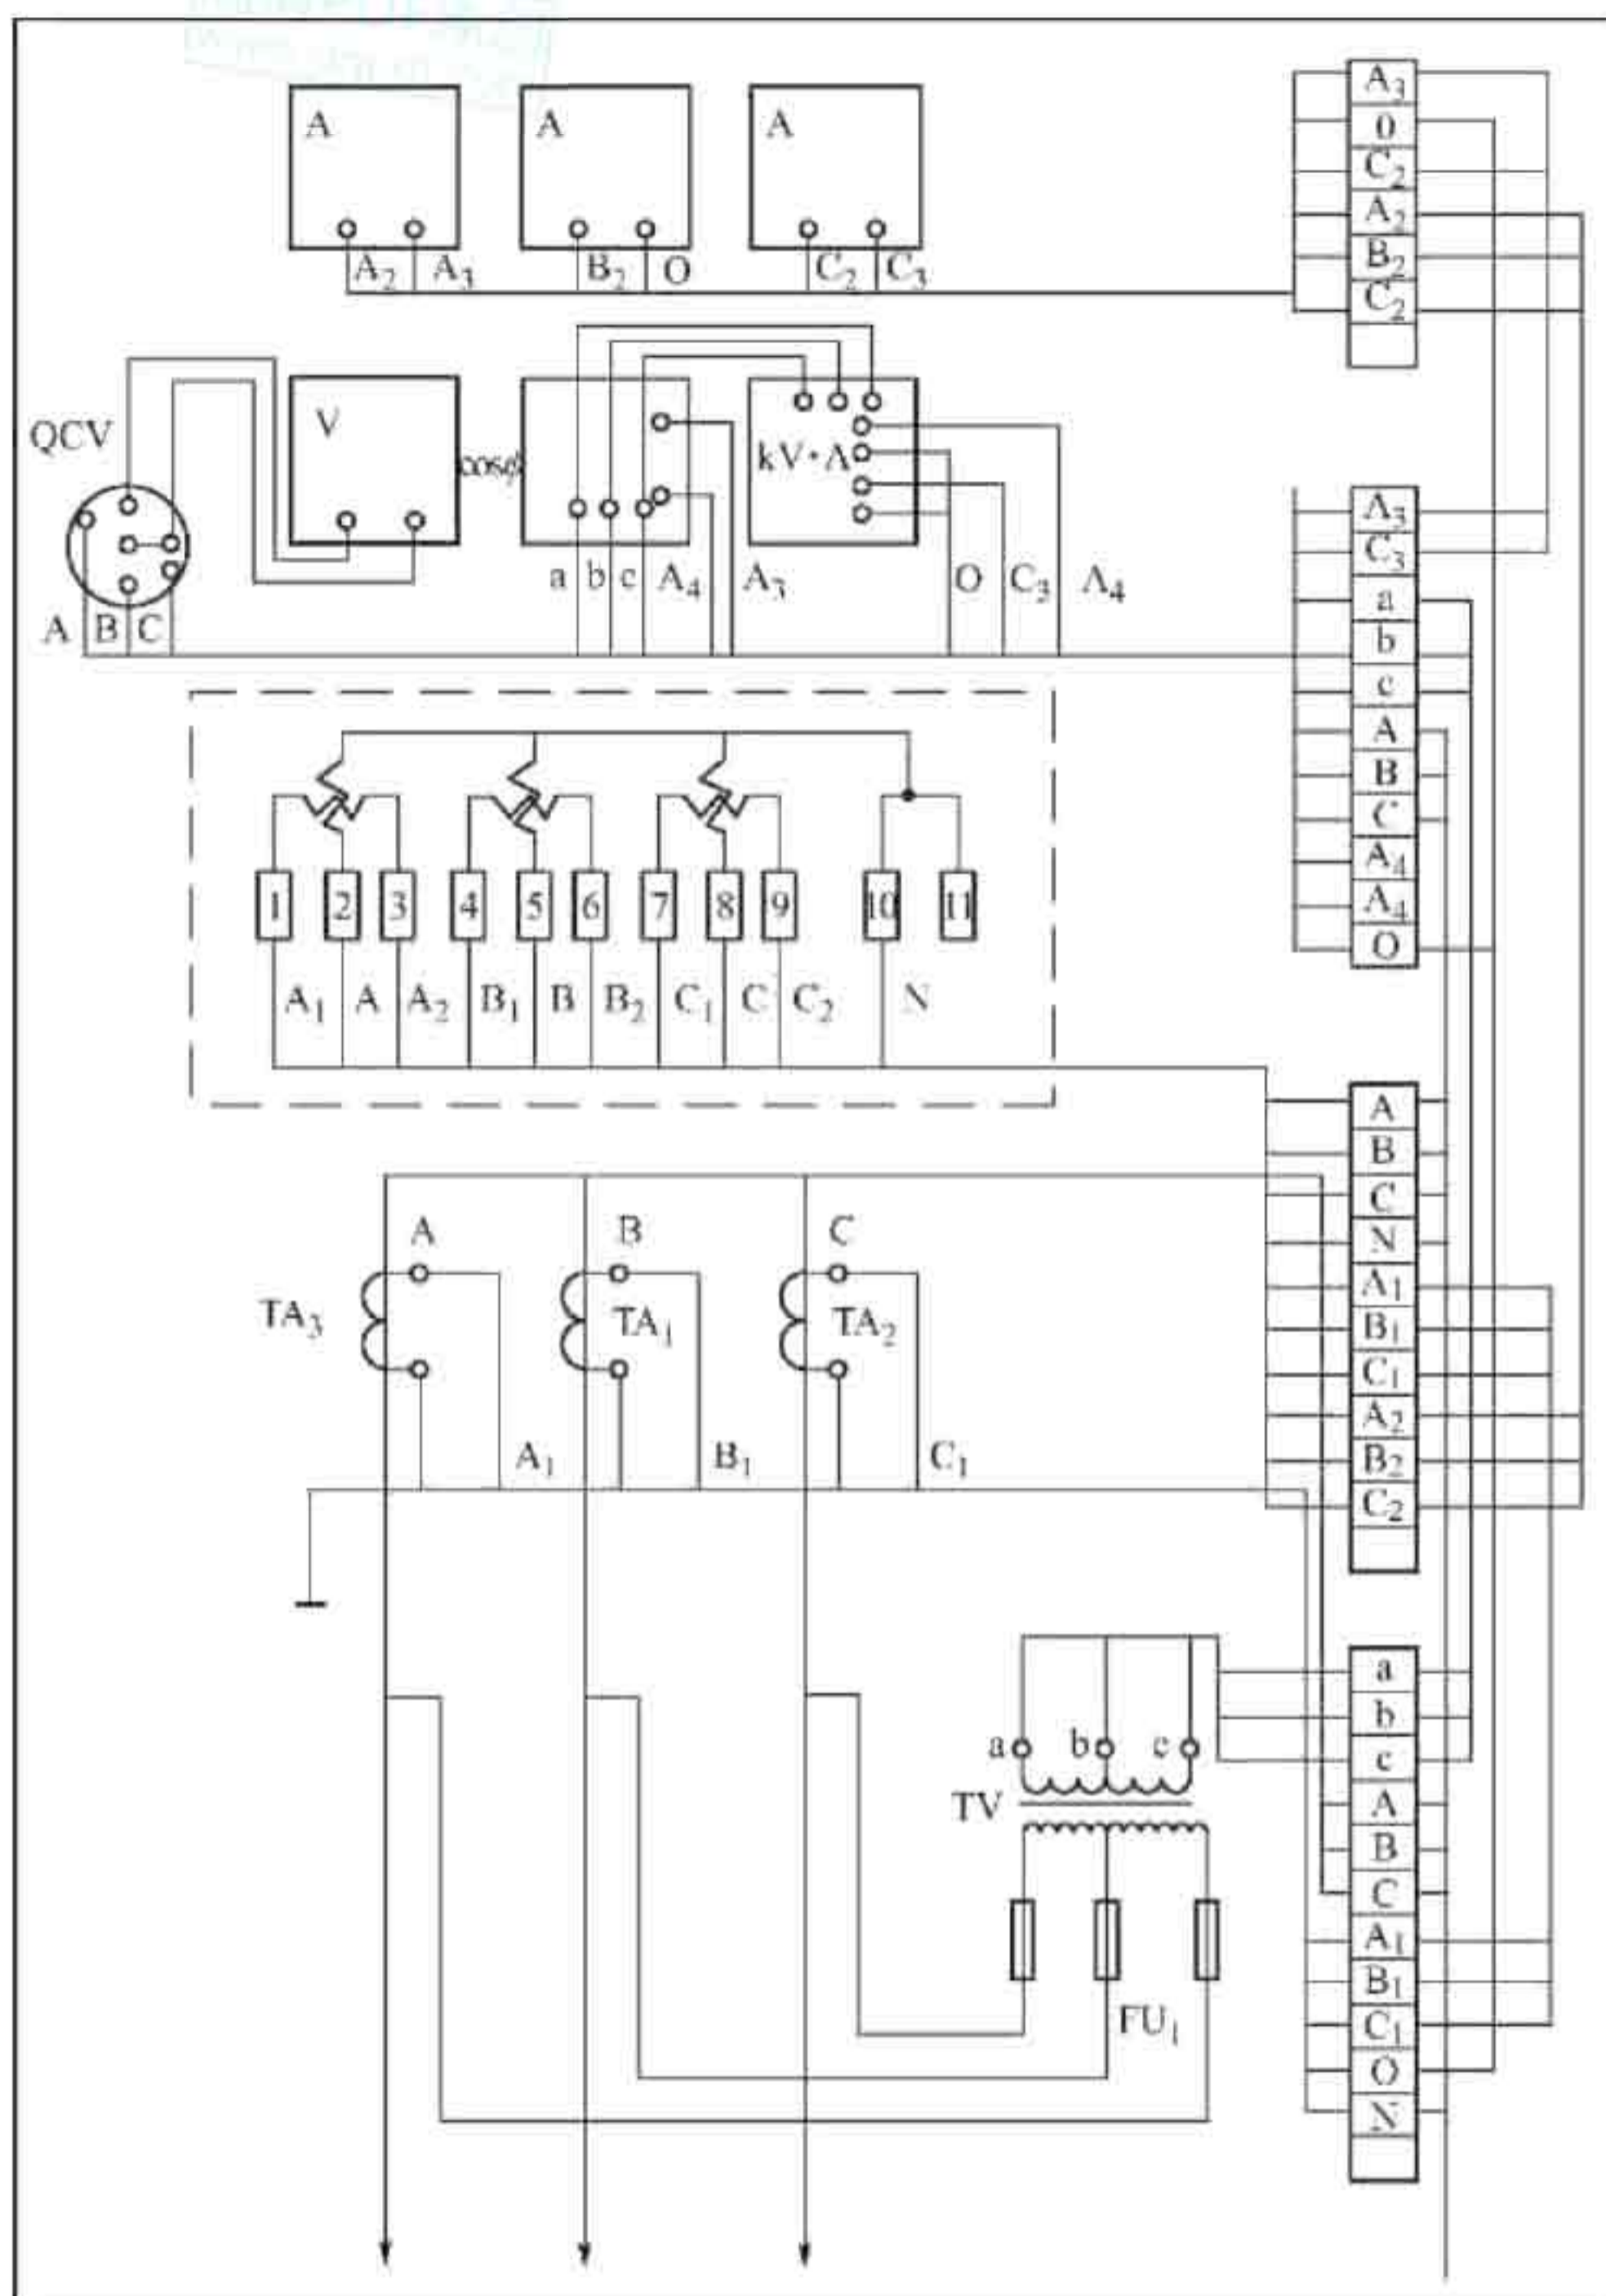 A A A
A2 A3 B2 O C2 C3
A3
0
C2
A2
B2
C2
QCV V cosφ kV•A
a b c A4 A3 O C3 A4
A B C
A3
C3
a
b
c
A
B
C
A4
A4
O
1 2 3 4 5 6 7 8 9 10 11
A1 A A2 B1 B B2 C1 C C2 N
A
B
C
N
A1
B1
C1
A2
B2
C2
A B C
TA3 TA1 TA2
A1 B1 C1
a b c
TV
FU1
a
b
c
A
B
C
A1
B1
C1
O
N